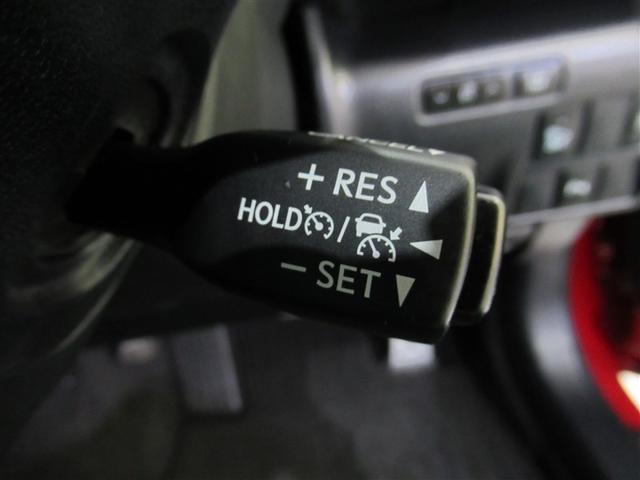 + RES
HOLD /
− SET